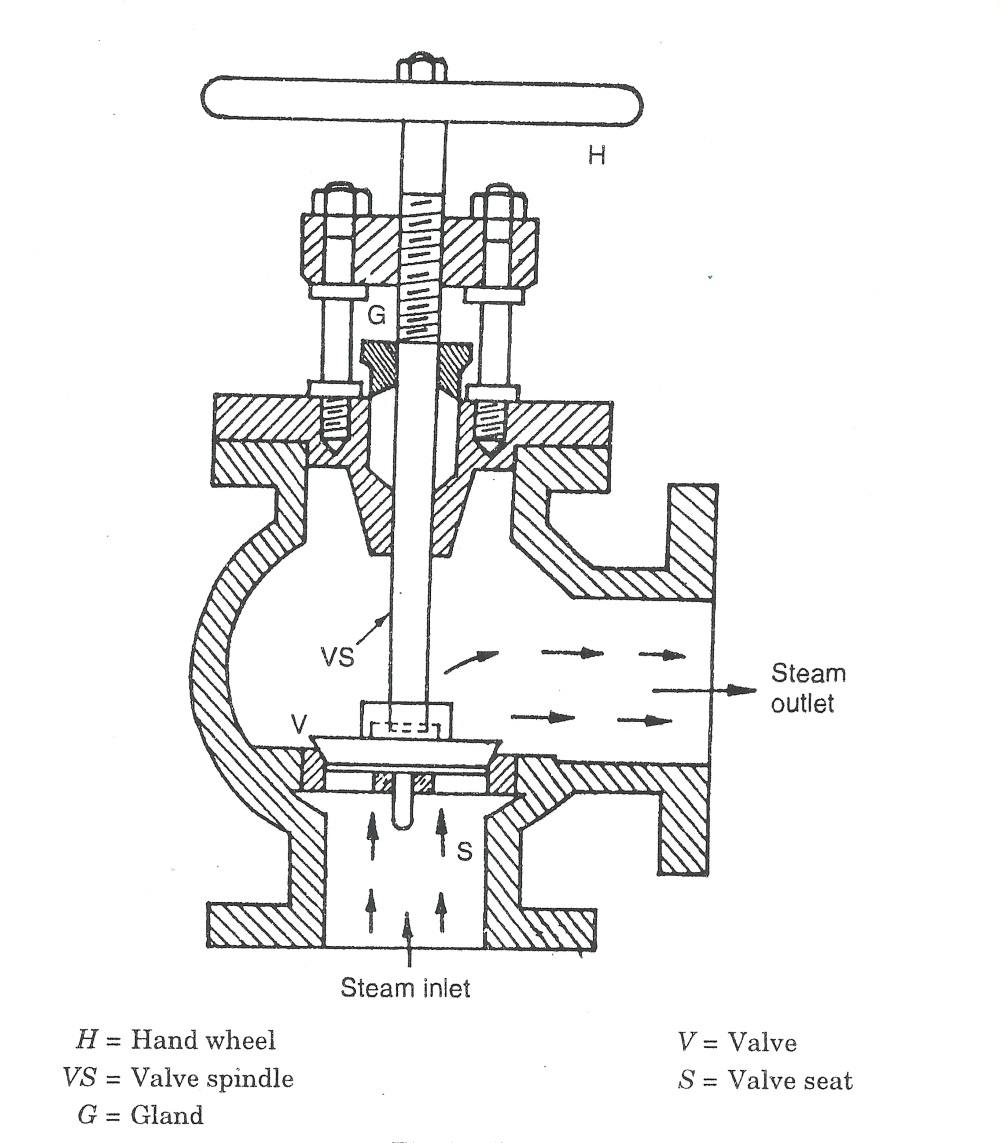 H
G
VS
Steam
outlet
V
S
Steam inlet
H = Hand wheel
V = Valve
VS = Valve spindle
S = Valve seat
G = Gland